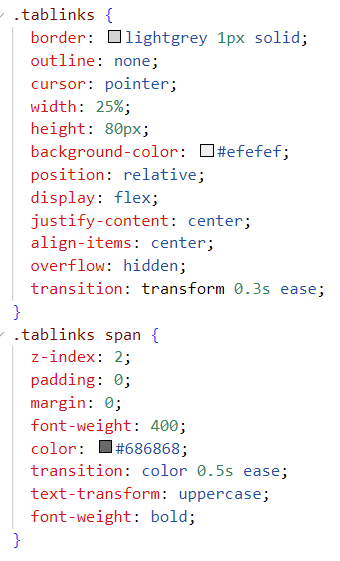 .tablinks {
border: lightgrey 1px solid;
outline: none;
cursor: pointer;
width: 25%;
height: 80px;
background-color: #efefef;
position: relative;
display: flex;
justify-content: center;
align-items: center;
overflow: hidden;
transition: transform 0.3s ease;
}
.tablinks span {
z-index: 2;
padding: 0;
margin: 0;
font-weight: 400;
color: #686868;
transition: color 0.5s ease;
text-transform: uppercase;
font-weight: bold;
}